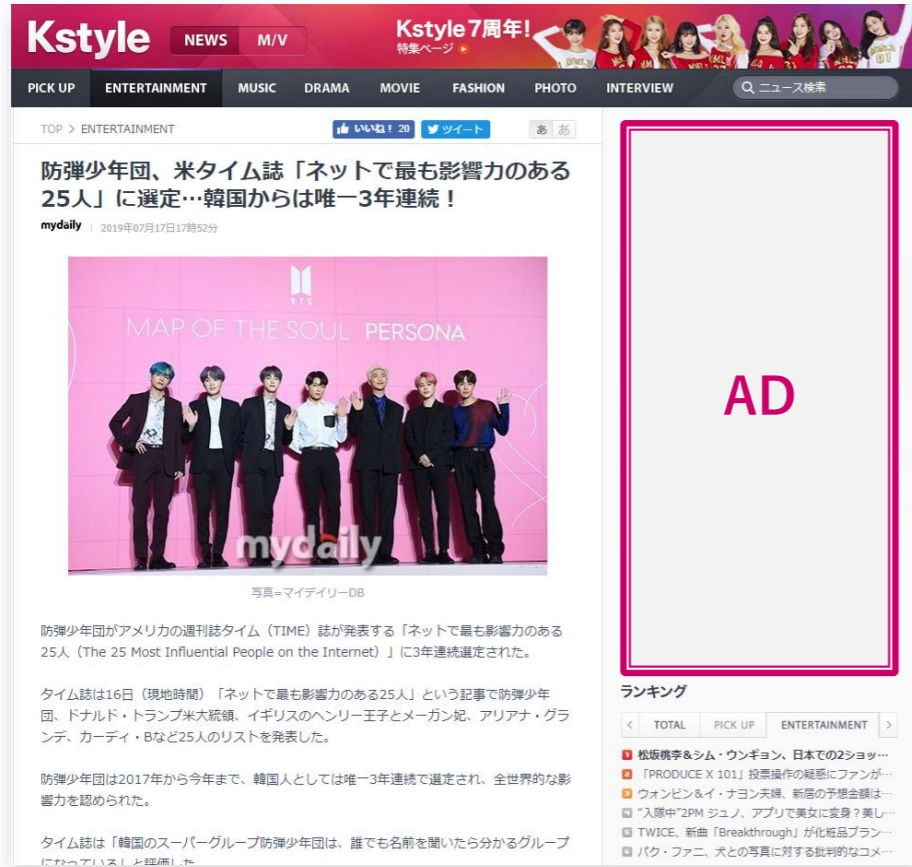 Kstyle
NEWS
M/V
Kstyle7周年!
特集ページ
PICK UP
ENTERTAINMENT
MUSIC
DRAMA
MOVIE
FASHION
PHOTO
INTERVIEW
ニュース検索
TOP > ENTERTAINMENT
いいね! 20
ツイート
あ あ
防弾少年団、米タイム誌「ネットで最も影響力のある
25人」に選定…韓国からは唯一3年連続!
mydaily | 2019年07月17日17時52分
BTS
MAP OF THE SOUL PERSONA
mydaily
写真=マイデイリーDB
防弾少年団がアメリカの週刊誌タイム(TIME)誌が発表する「ネットで最も影響力のある
25人(The 25 Most Influential People on the Internet)」に3年連続選定された。
タイム誌は16日(現地時間)「ネットで最も影響力のある25人」という記事で防弾少年
団、ドナルド・トランプ米大統領、イギリスのヘンリー王子とメーガン妃、アリアナ・グラ
ンデ、カーディ・Bなど25人のリストを発表した。
防弾少年団は2017年から今年まで、韓国人としては唯一3年連続で選定され、全世界的な影
響力を認められた。
タイム誌は「韓国のスーパーグループ防弾少年団は、誰でも名前を聞いたら分かるグループ
になっている」と評価した
AD
ランキング
< TOTAL PICK UP ENTERTAINMENT >
1 松坂桃李&シム・ウンギョン、日本での2ショッ…
2 「PRODUCE X 101」投票操作の疑惑にファンが…
3 ウォンビン&イ・ナヨン夫婦、新居の予想金額は…
4 "入隊中"2PM ジュノ、アプリで美女に変身?美し…
5 TWICE、新曲「Breakthrough」が化粧品ブラン…
6 パク・ファニ、犬との写真に対する批判的なコメ…